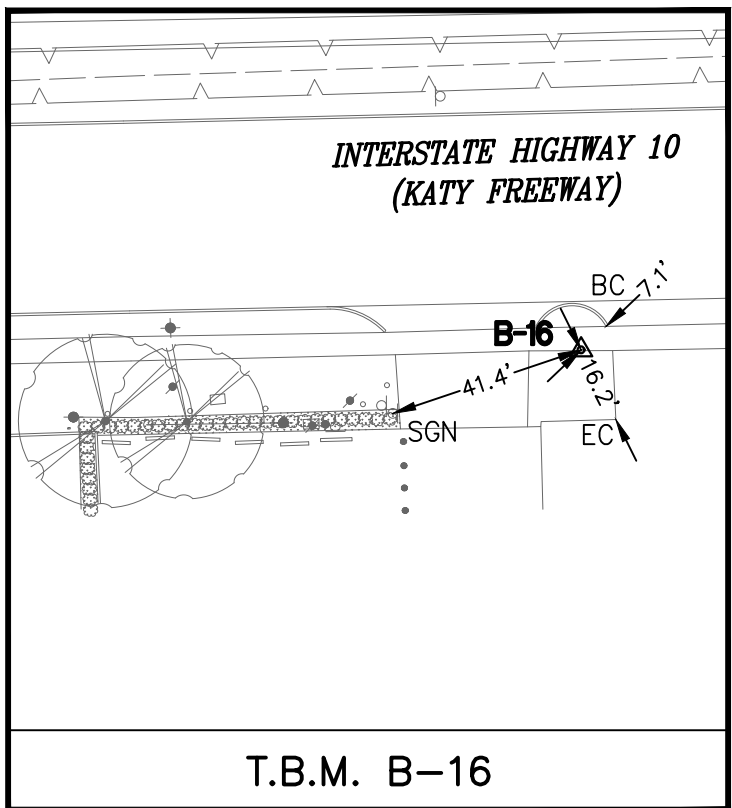 INTERSTATE HIGHWAY 10
(KATY FREEWAY)
BC
7.1'
B-16
41.4'
16.2'
SGN
EC
T.B.M. B-16